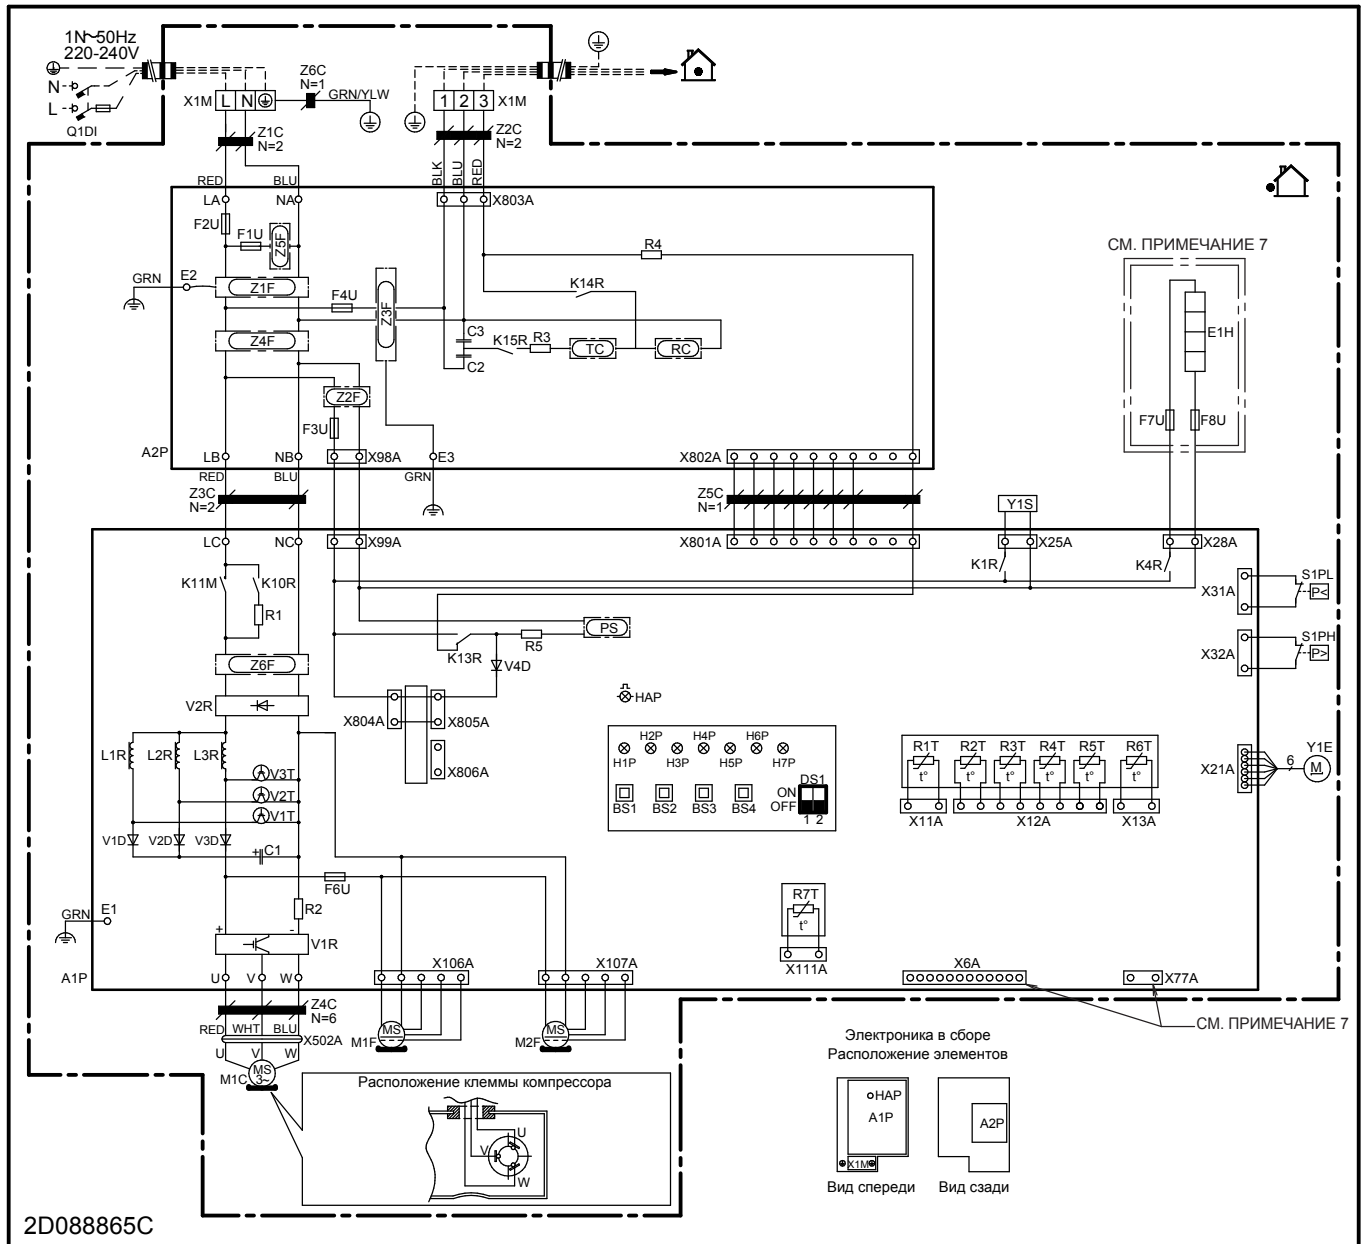 1N~50Hz
220-240V
N
L
Q1DI
X1M
L N
Z6C
N=1
GRN/YLW
1 2 3
X1M
Z1C
N=2
Z2C
N=2
RED
BLU
BLK
BLU
RED
LA
NA
X803A
F2U
F1U
Z5F
R4
СМ. ПРИМЕЧАНИЕ 7
GRN
E2
Z1F
F4U
Z3F
K14R
Z4F
C3
K15R
R3
TC
RC
E1H
C2
Z2F
F3U
F7U
F8U
A2P
LB
NB
X98A
E3
X802A
RED
BLU
GRN
Z3C
N=2
Z5C
N=1
Y1S
LC
NC
X99A
X801A
X25A
X28A
K11M
K10R
K1R
K4R
S1PL
X31A
P<
R1
PS
R5
K13R
V4D
S1PH
X32A
P>
Z6F
HAP
V2R
X804A
X805A
X806A
L1R
L2R
L3R
V3T
V2T
V1T
H2P
H4P
H6P
H1P
H3P
H5P
H7P
DS1
ON
OFF
1 2
BS1
BS2
BS3
BS4
R1T
R2T
R3T
R4T
R5T
R6T
t°
t°
t°
t°
t°
t°
X11A
X12A
X13A
X21A
6
Y1E
M
V1D
V2D
V3D
+
C1
F6U
R2
R7T
t°
X111A
GRN
E1
+
-
V1R
A1P
U
V
W
X106A
X107A
X6A
X77A
Z4C
N=6
RED
WHT
BLU
X502A
U
V
W
M1C
MS
3~
M1F
MS
M2F
MS
СМ. ПРИМЕЧАНИЕ 7
Электроника в сборе
Расположение элементов
Расположение клеммы компрессора
U
V
W
HAP
A1P
X1M
A2P
Вид спереди
Вид сзади
2D088865C